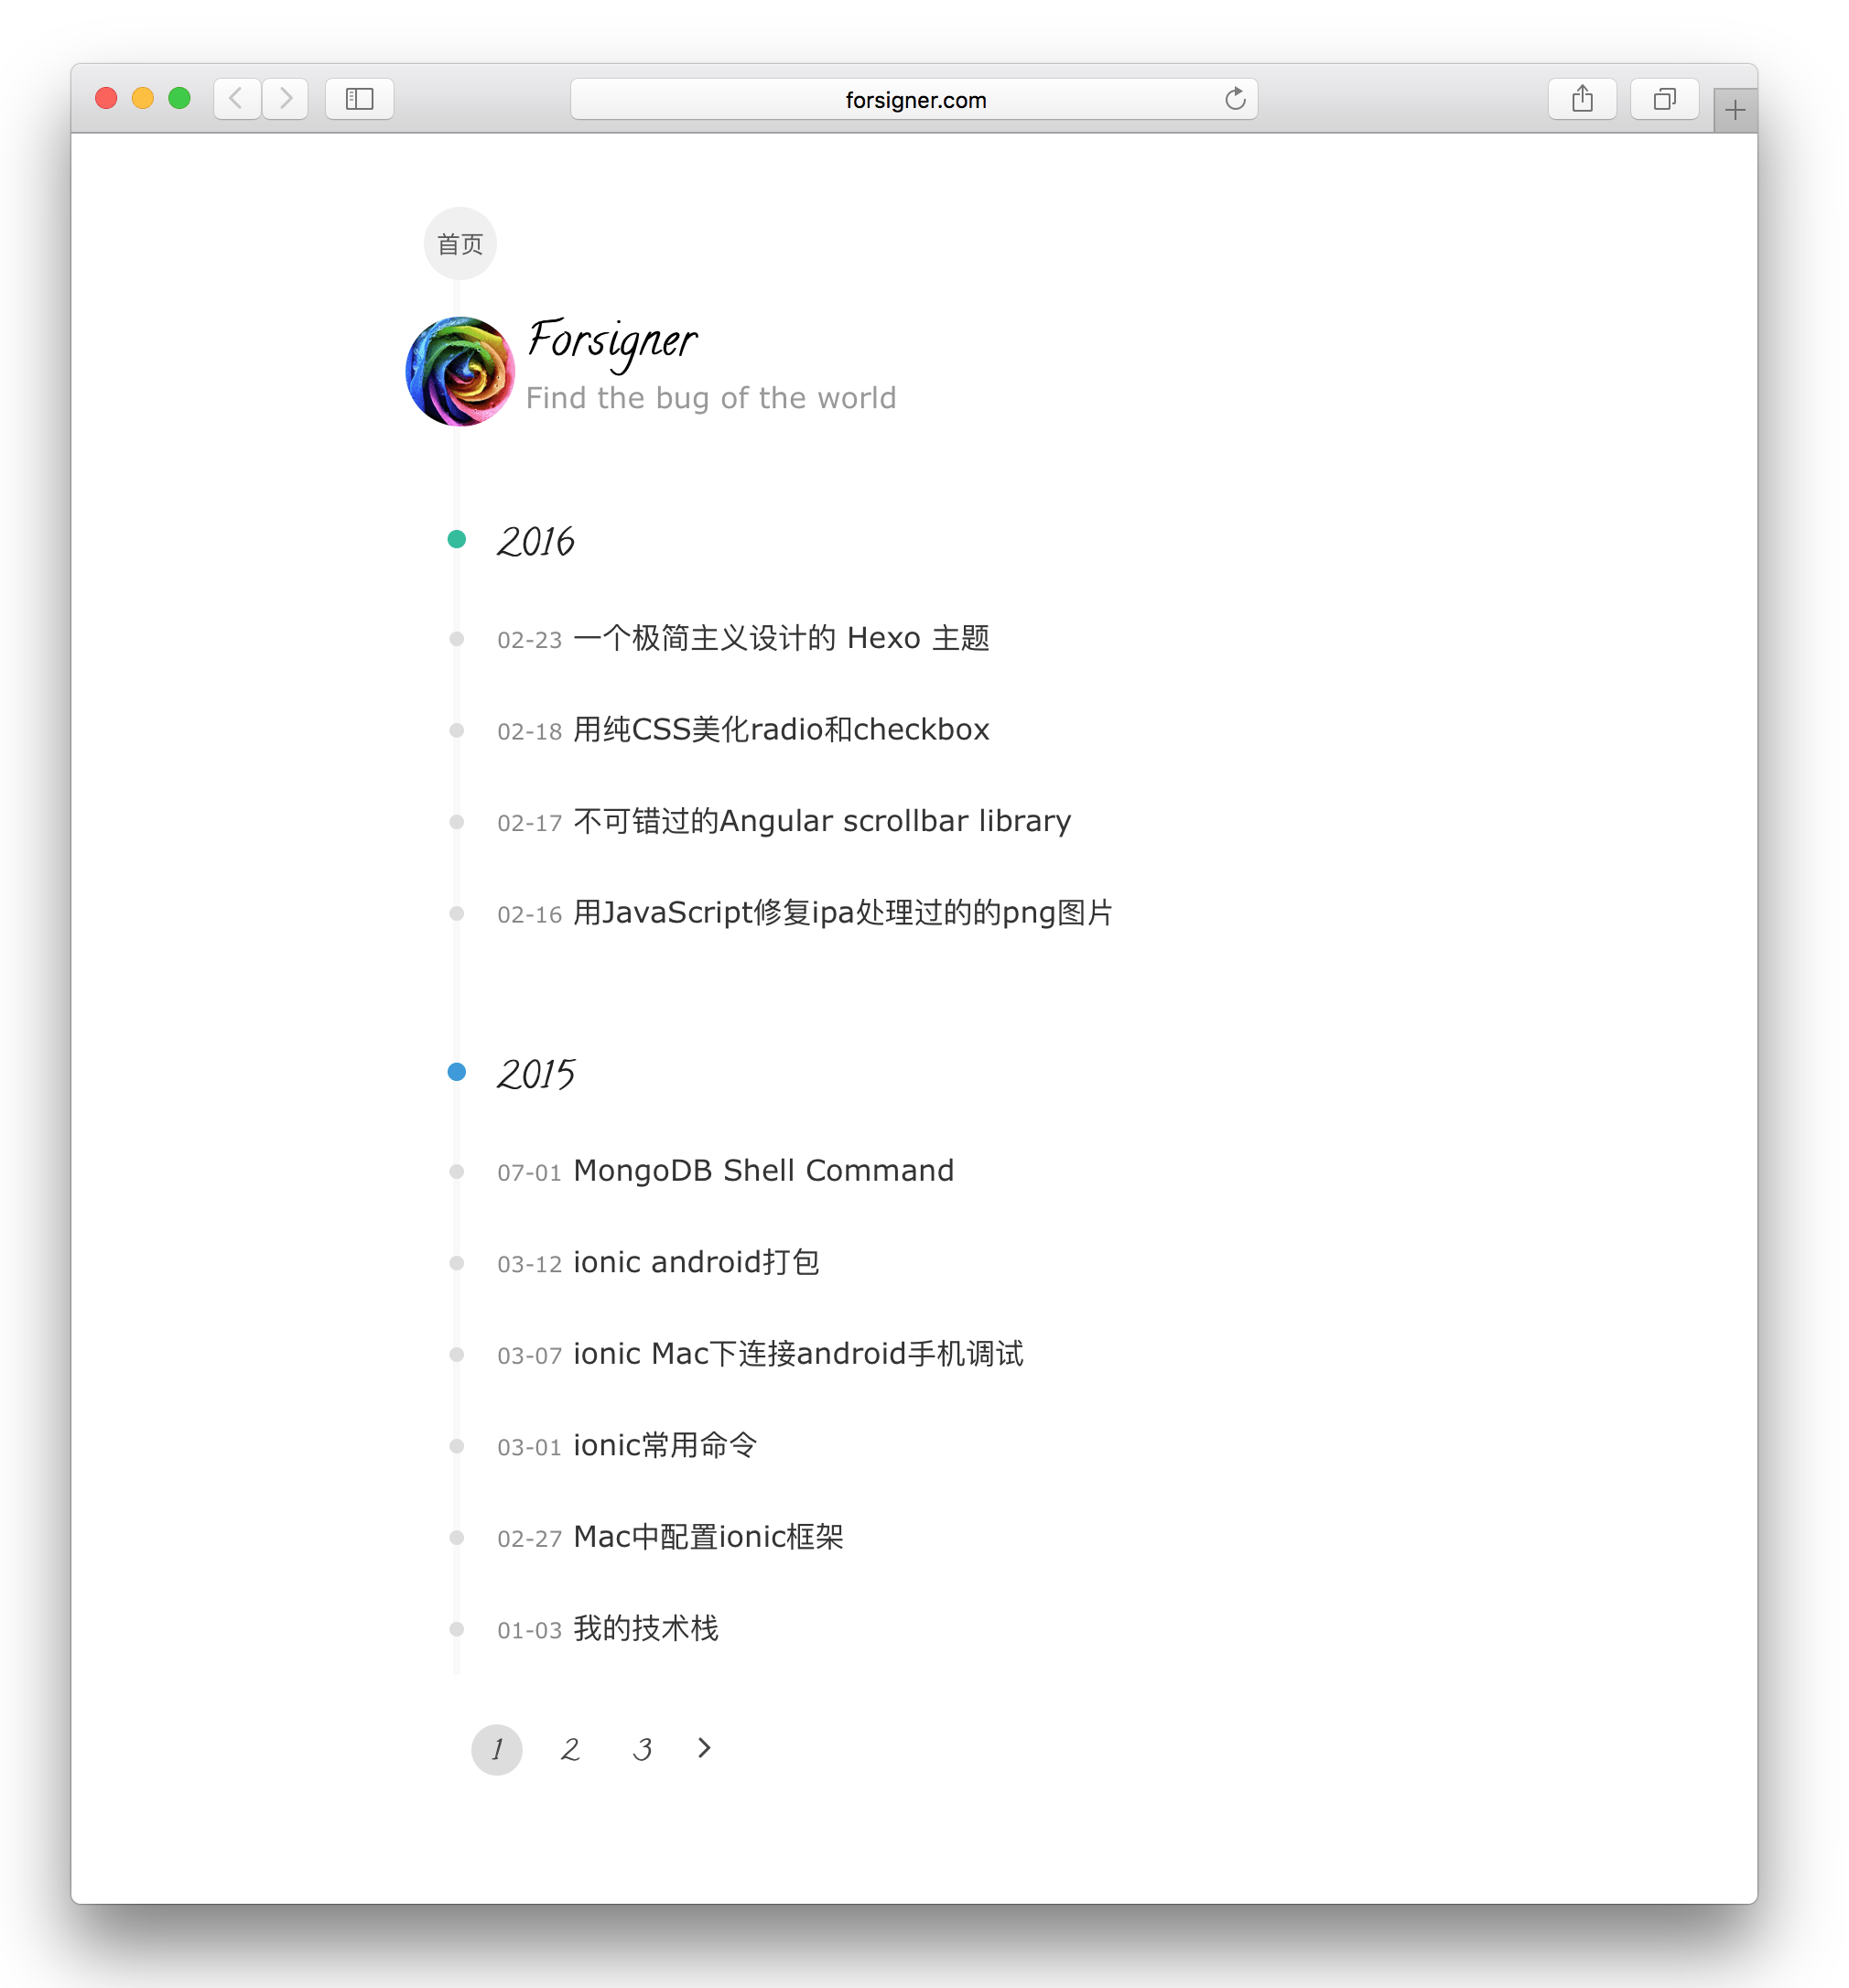 forsigner.com
首页
Forsigner
Find the bug of the world
2016
02-23 一个极简主义设计的 Hexo 主题
02-18 用纯CSS美化radio和checkbox
02-17 不可错过的Angular scrollbar library
02-16 用JavaScript修复ipa处理过的的png图片
2015
07-01 MongoDB Shell Command
03-12 ionic android打包
03-07 ionic Mac下连接android手机调试
03-01 ionic常用命令
02-27 Mac中配置ionic框架
01-03 我的技术栈
1 2 3